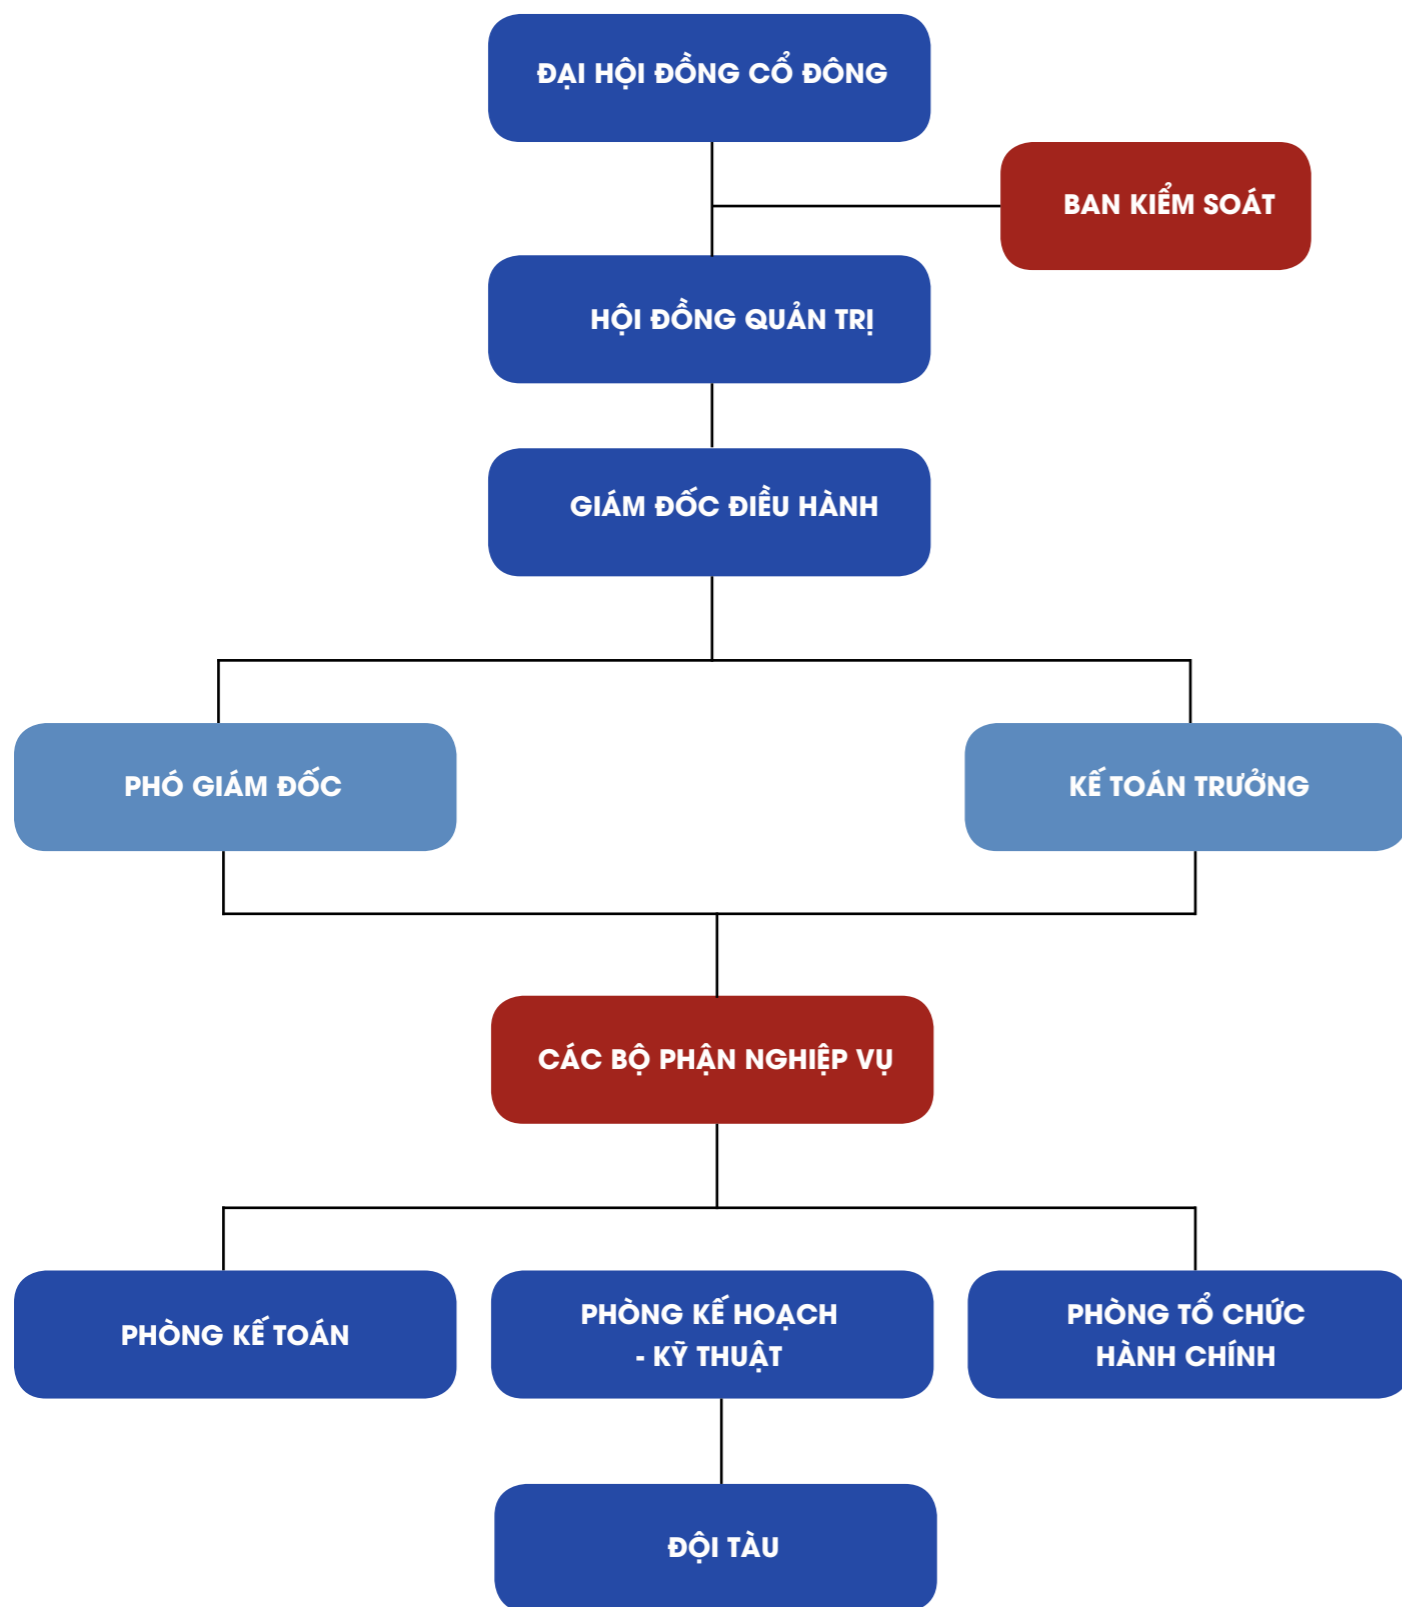 ĐẠI HỘI ĐỒNG CỔ ĐÔNG
BAN KIỂM SOÁT
HỘI ĐỒNG QUẢN TRỊ
GIÁM ĐỐC ĐIỀU HÀNH
PHÓ GIÁM ĐỐC
KẾ TOÁN TRƯỞNG
CÁC BỘ PHẬN NGHIỆP VỤ
PHÒNG KẾ TOÁN
PHÒNG KẾ HOẠCH
- KỸ THUẬT
PHÒNG TỔ CHỨC
HÀNH CHÍNH
ĐỘI TÀU